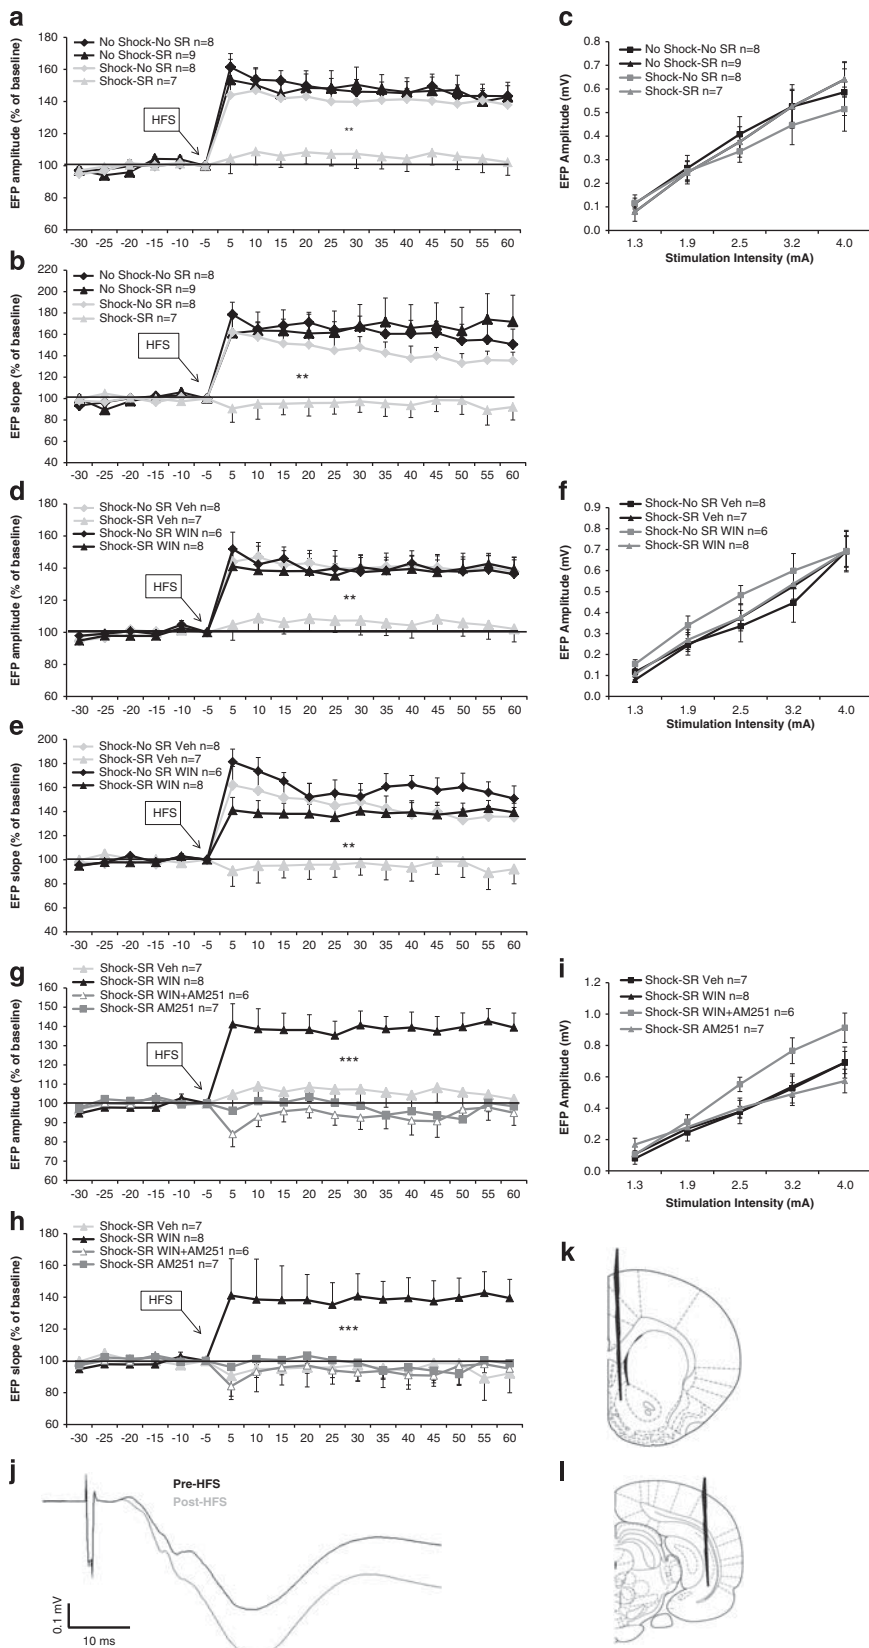 a
EFP amplitude (% of baseline)
180
160
140
120
100
80
60
No Shock-No SR n=8
No Shock-SR n=9
Shock-No SR n=8
Shock-SR n=7
HFS
**
-30 -25 -20 -15 -10 -5 5 10 15 20 25 30 35 40 45 50 55 60
c
EFP Amplitude (mV)
0.8
0.7
0.6
0.5
0.4
0.3
0.2
0.1
0.0
No Shock-No SR n=8
No Shock-SR n=9
Shock-No SR n=8
Shock-SR n=7
1.3 1.9 2.5 3.2 4.0
Stimulation Intensity (mA)
b
EFP slope (% of baseline)
220
200
180
160
140
120
100
80
60
40
No Shock-No SR n=8
No Shock-SR n=9
Shock-No SR n=8
Shock-SR n=7
HFS
**
-30 -25 -20 -15 -10 -5 5 10 15 20 25 30 35 40 45 50 55 60
d
EFP amplitude (% of baseline)
180
160
140
120
100
80
60
Shock-No SR Veh n=8
Shock-SR Veh n=7
Shock-No SR WIN n=6
Shock-SR WIN n=8
HFS
**
-30 -25 -20 -15 -10 -5 5 10 15 20 25 30 35 40 45 50 55 60
f
EFP Amplitude (mV)
0.9
0.8
0.7
0.6
0.5
0.4
0.3
0.2
0.1
0.0
Shock-No SR Veh n=8
Shock-SR Veh n=7
Shock-No SR WIN n=6
Shock-SR WIN n=8
1.3 1.9 2.5 3.2 4.0
Stimulation Intensity (mA)
e
EFP slope (% of baseline)
200
180
160
140
120
100
80
60
40
Shock-No SR Veh n=8
Shock-SR Veh n=7
Shock-No SR WIN n=6
Shock-SR WIN n=8
HFS
**
-30 -25 -20 -15 -10 -5 5 10 15 20 25 30 35 40 45 50 55 60
g
EFP amplitude (% of baseline)
160
150
140
130
120
110
100
90
80
70
60
Shock-SR Veh n=7
Shock-SR WIN n=8
Shock-SR WIN+AM251 n=6
Shock-SR AM251 n=7
HFS
***
-30 -25 -20 -15 -10 -5 5 10 15 20 25 30 35 40 45 50 55 60
i
EFP Amplitude (mV)
1.2
1.0
0.8
0.6
0.4
0.2
0.0
Shock-SR Veh n=7
Shock-SR WIN n=8
Shock-SR WIN+AM251 n=6
Shock-SR AM251 n=7
1.3 1.9 2.5 3.2 4.0
Stimulation Intensity (mA)
h
EFP slope (% of baseline)
180
160
140
120
100
80
60
Shock-SR Veh n=7
Shock-SR WIN n=8
Shock-SR WIN+AM251 n=6
Shock-SR AM251 n=7
HFS
***
-30 -25 -20 -15 -10 -5 5 10 15 20 25 30 35 40 45 50 55 60
k
j
Pre-HFS
Post-HFS
0.1 mV
10 ms
l